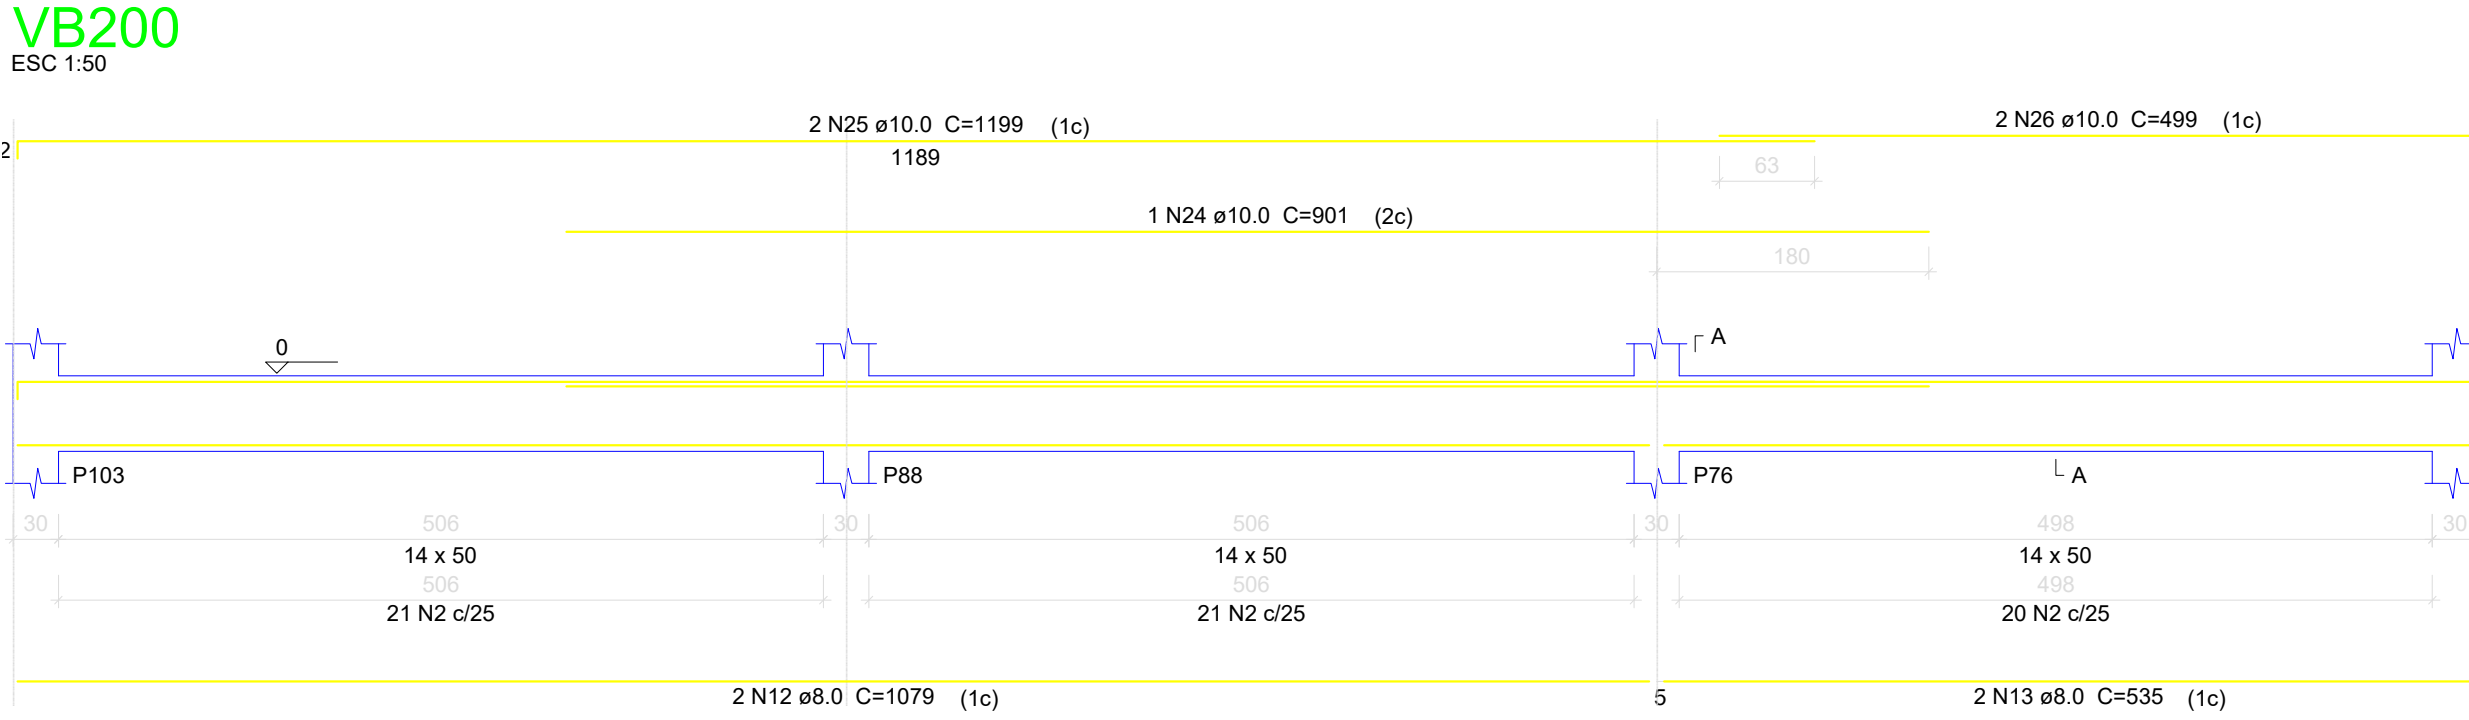 VB200
ESC 1:50
2 N25 ø10.0 C=1199 (1c)
2 N26 ø10.0 C=499 (1c)
2
1189
63
1 N24 ø10.0 C=901 (2c)
180
A
0
P103
P88
P76
A
30 506 30 506 30 498 30
14 x 50 14 x 50 14 x 50
506 506 498
21 N2 c/25 21 N2 c/25 20 N2 c/25
2 N12 ø8.0 C=1079 (1c) 5 2 N13 ø8.0 C=535 (1c)